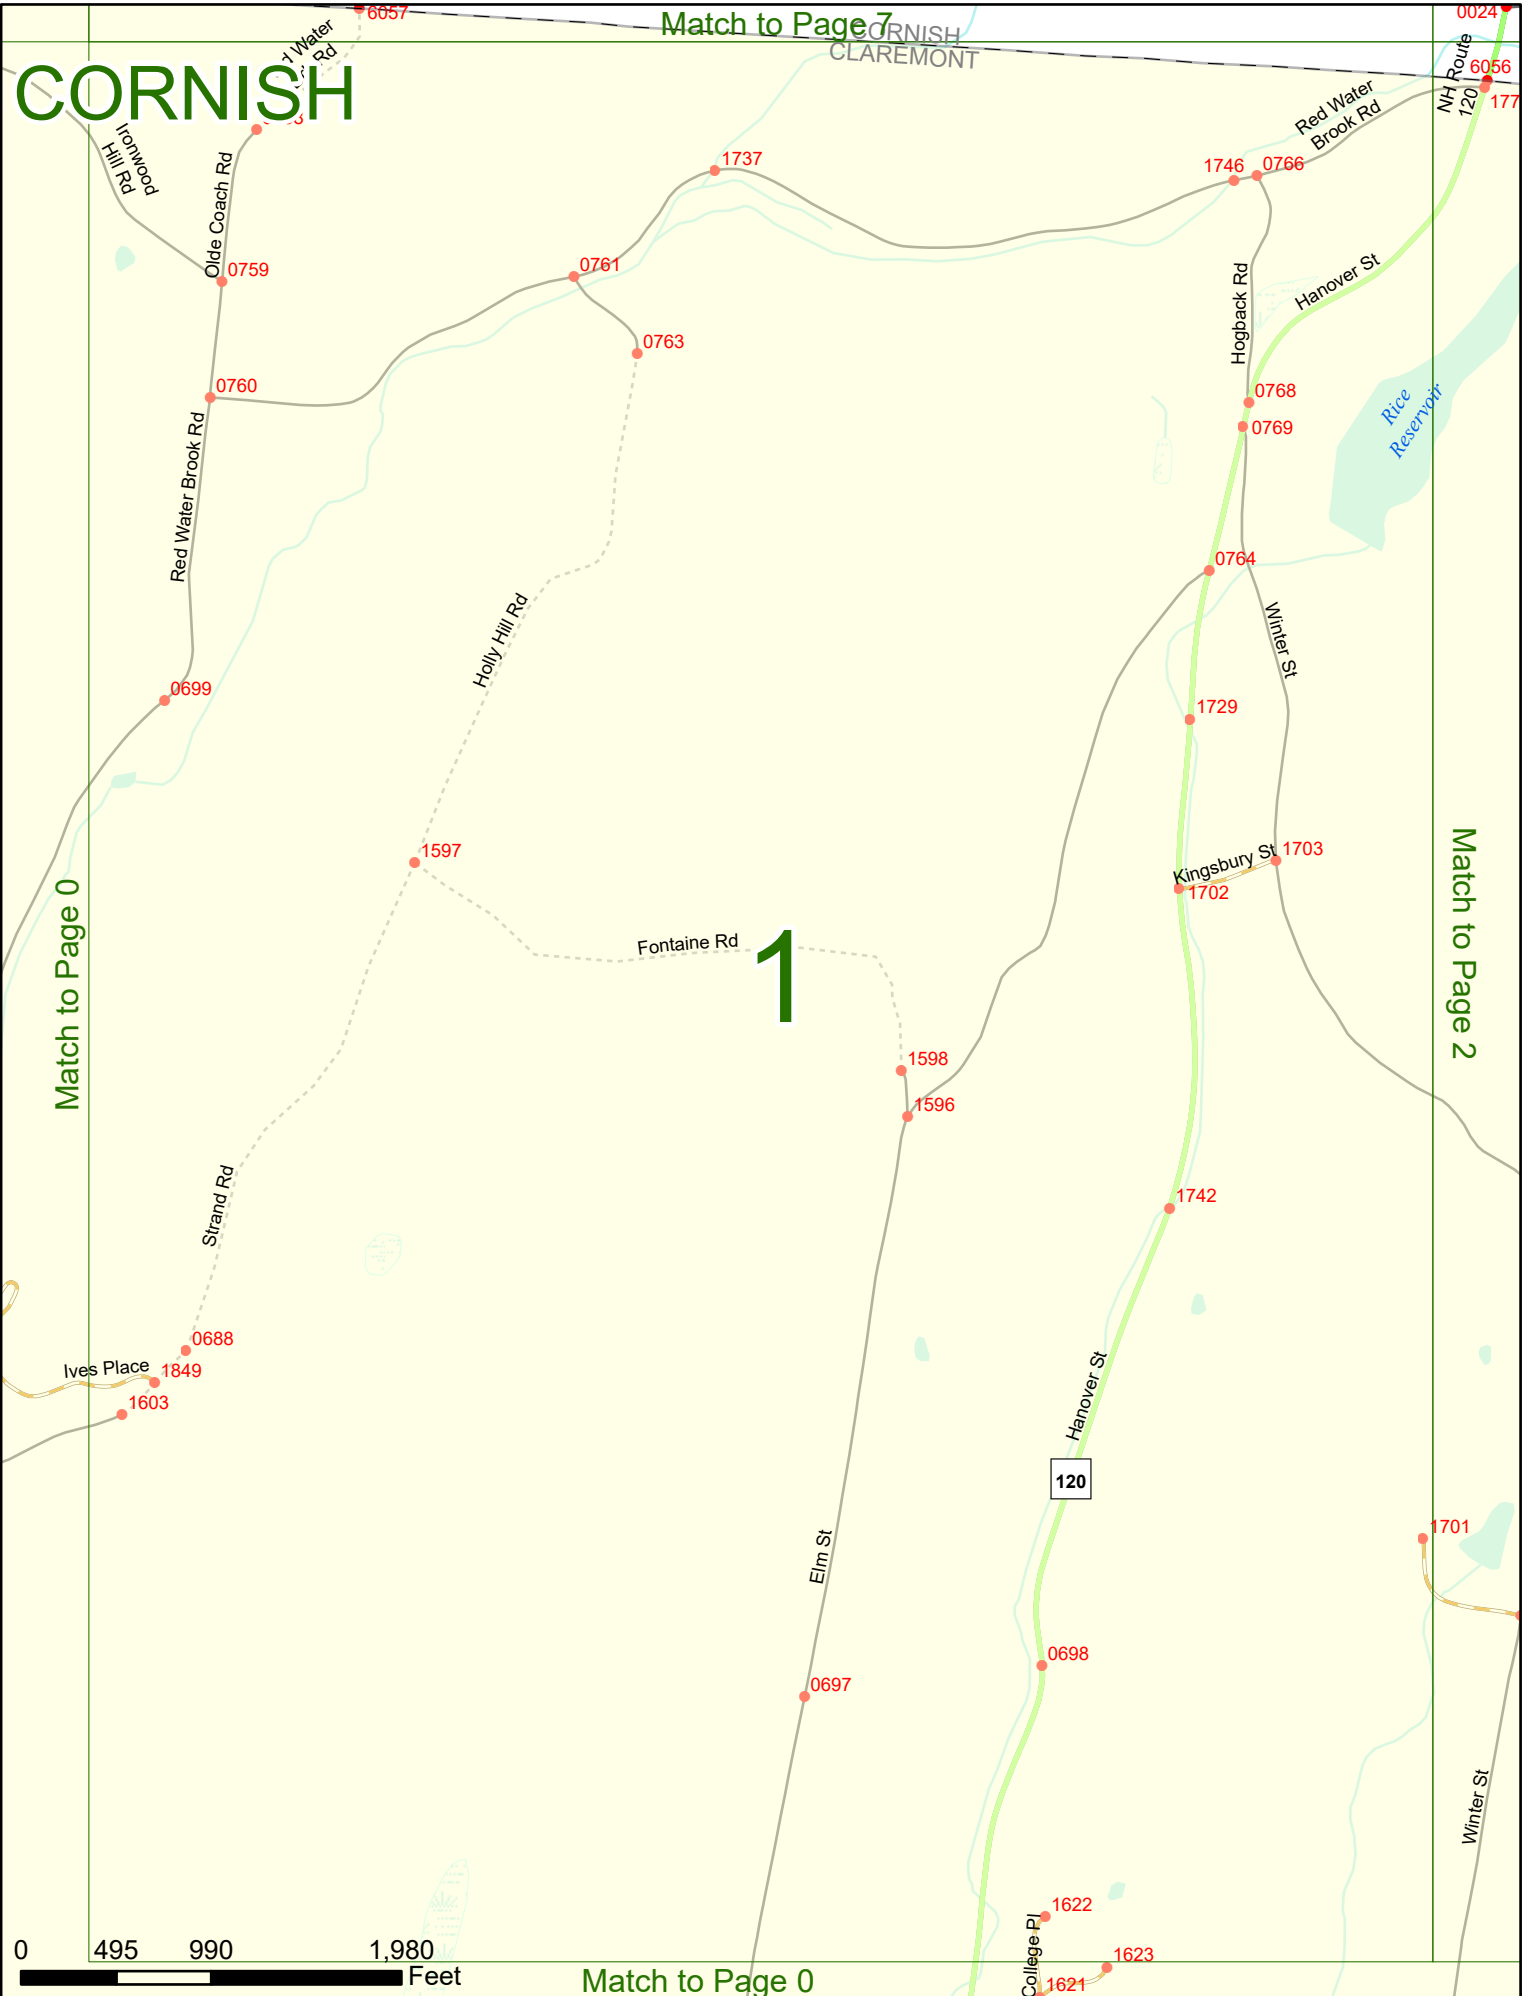 6057
Match to Page 7
CORNISH
CLAREMONT
0024
CORNISH
Water
Rd
NH Route
120
6056
177
Red Water
Brook Rd
Ironwood
Hill Rd
Olde Coach Rd
1737
1746
0766
0759
0761
Hogback Rd
Hanover St
0763
0760
0768
0769
Rice
Reservoir
Red Water Brook Rd
0764
Holly Hill Rd
Winter St
0699
1729
1597
Kingsbury St
1703
1702
Match to Page 0
Match to Page 2
Fontaine Rd
1
1598
1596
Strand Rd
1742
0688
Ives Place
1849
1603
Hanover St
120
1701
Elm St
0698
0697
Winter St
1622
College Pl
1623
1621
0 495 990 1,980
Feet
Match to Page 0